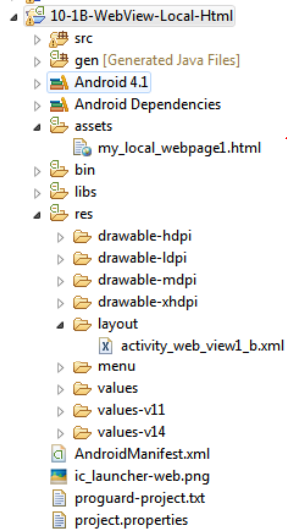 10-1B-WebView-Local-Html
src
gen [Generated Java Files]
Android 4.1
Android Dependencies
assets
my_local_webpage1.html
bin
libs
res
drawable-hdpi
drawable-ldpi
drawable-mdpi
drawable-xhdpi
layout
activity_web_view1_b.xml
menu
values
values-v11
values-v14
AndroidManifest.xml
ic_launcher-web.png
proguard-project.txt
project.properties